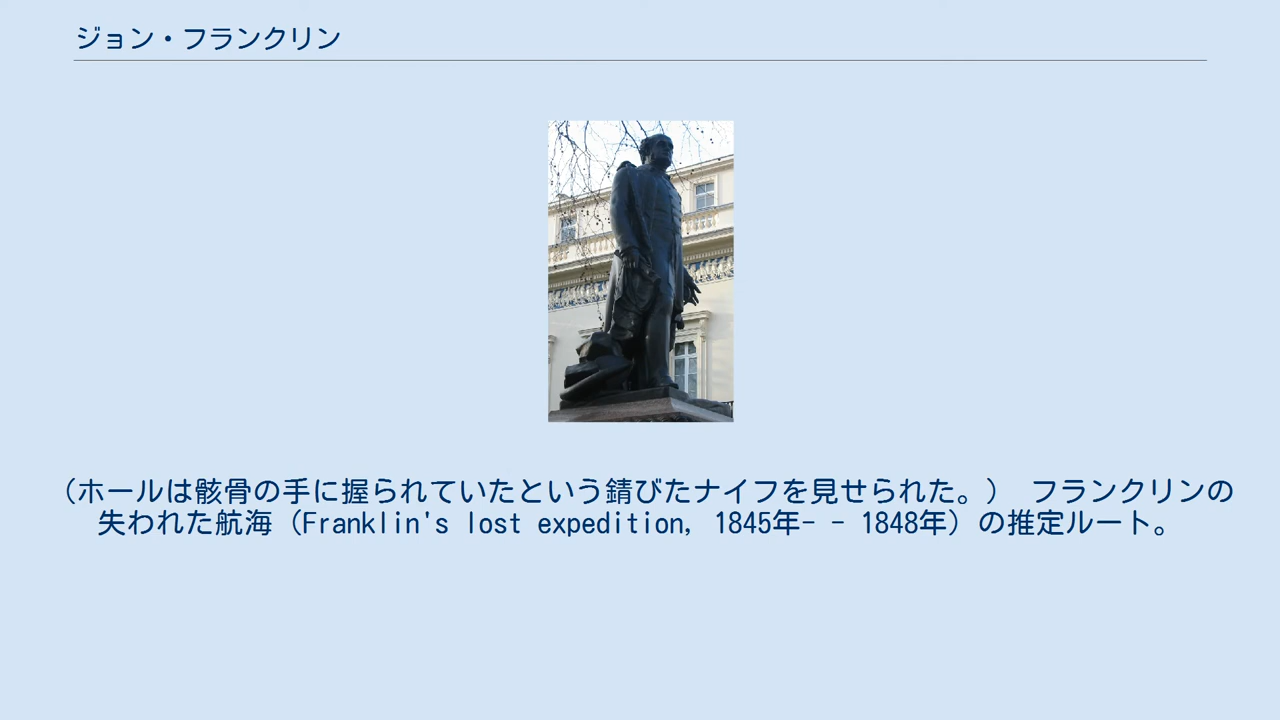 ジョン・フランクリン
（ホールは骸骨の手に握られていたという錆びたナイフを見せられた。） フランクリンの
失われた航海（Franklin's lost expedition, 1845年- - 1848年）の推定ルート。